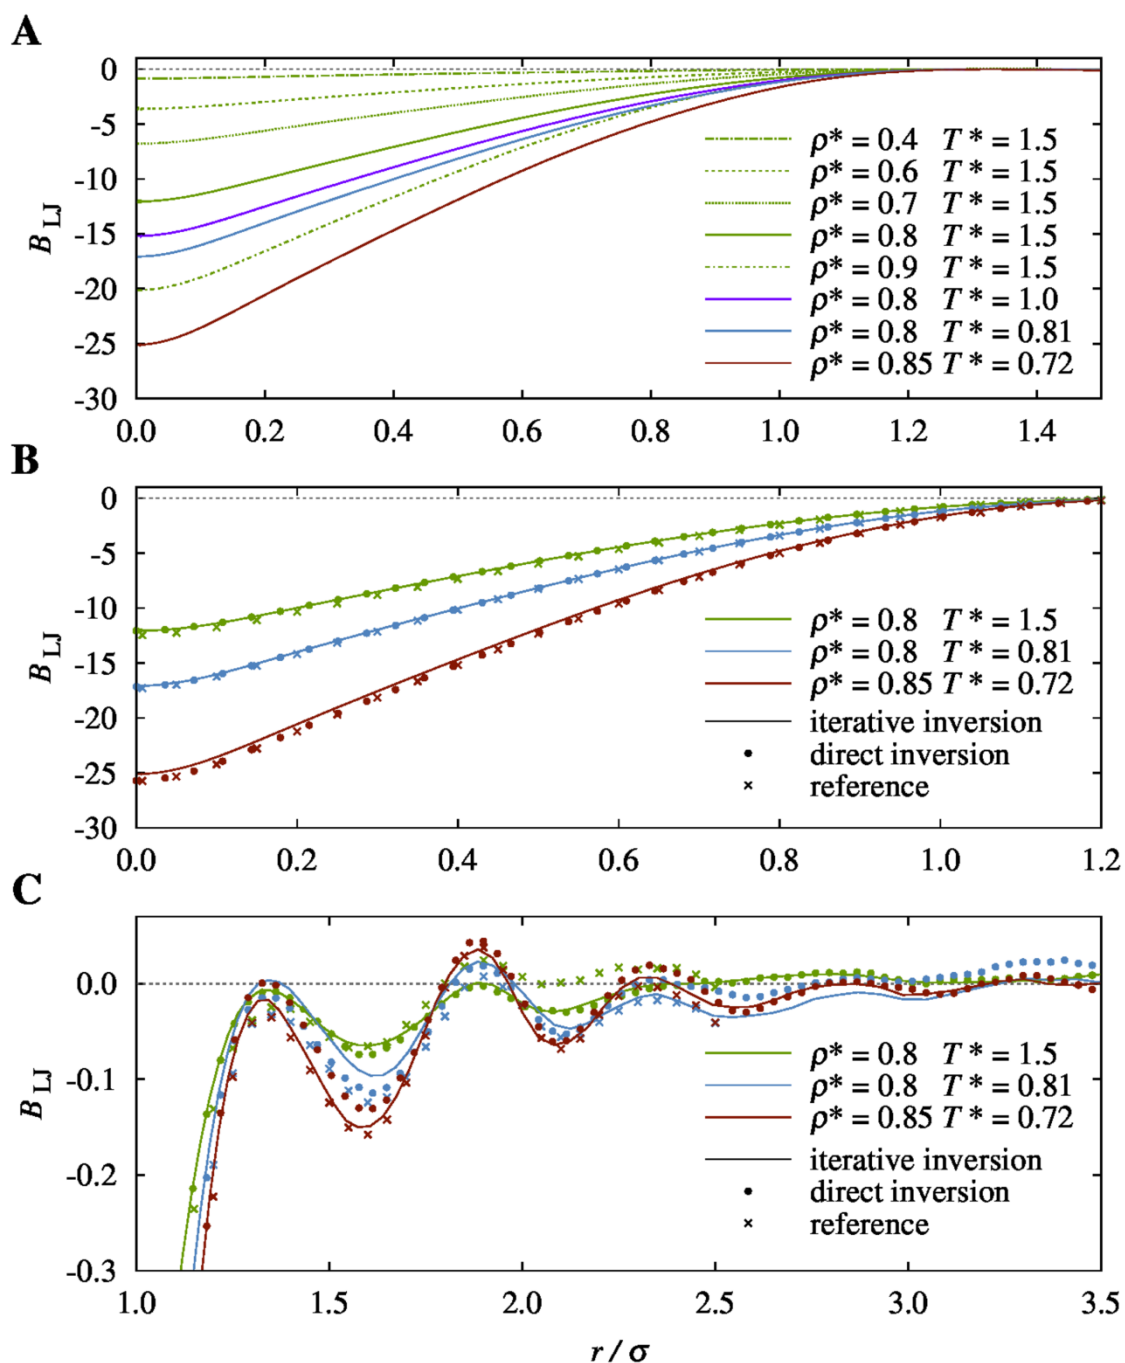 A
0
-5
-10
-15
-20
-25
-30
B_LJ
ρ* = 0.4 T* = 1.5
ρ* = 0.6 T* = 1.5
ρ* = 0.7 T* = 1.5
ρ* = 0.8 T* = 1.5
ρ* = 0.9 T* = 1.5
ρ* = 0.8 T* = 1.0
ρ* = 0.8 T* = 0.81
ρ* = 0.85 T* = 0.72
0.0 0.2 0.4 0.6 0.8 1.0 1.2 1.4
B
0
-5
-10
-15
-20
-25
-30
B_LJ
ρ* = 0.8 T* = 1.5
ρ* = 0.8 T* = 0.81
ρ* = 0.85 T* = 0.72
iterative inversion
direct inversion
reference
0.0 0.2 0.4 0.6 0.8 1.0 1.2
C
0.0
-0.1
-0.2
-0.3
B_LJ
ρ* = 0.8 T* = 1.5
ρ* = 0.8 T* = 0.81
ρ* = 0.85 T* = 0.72
iterative inversion
direct inversion
reference
1.0 1.5 2.0 2.5 3.0 3.5
r / σ